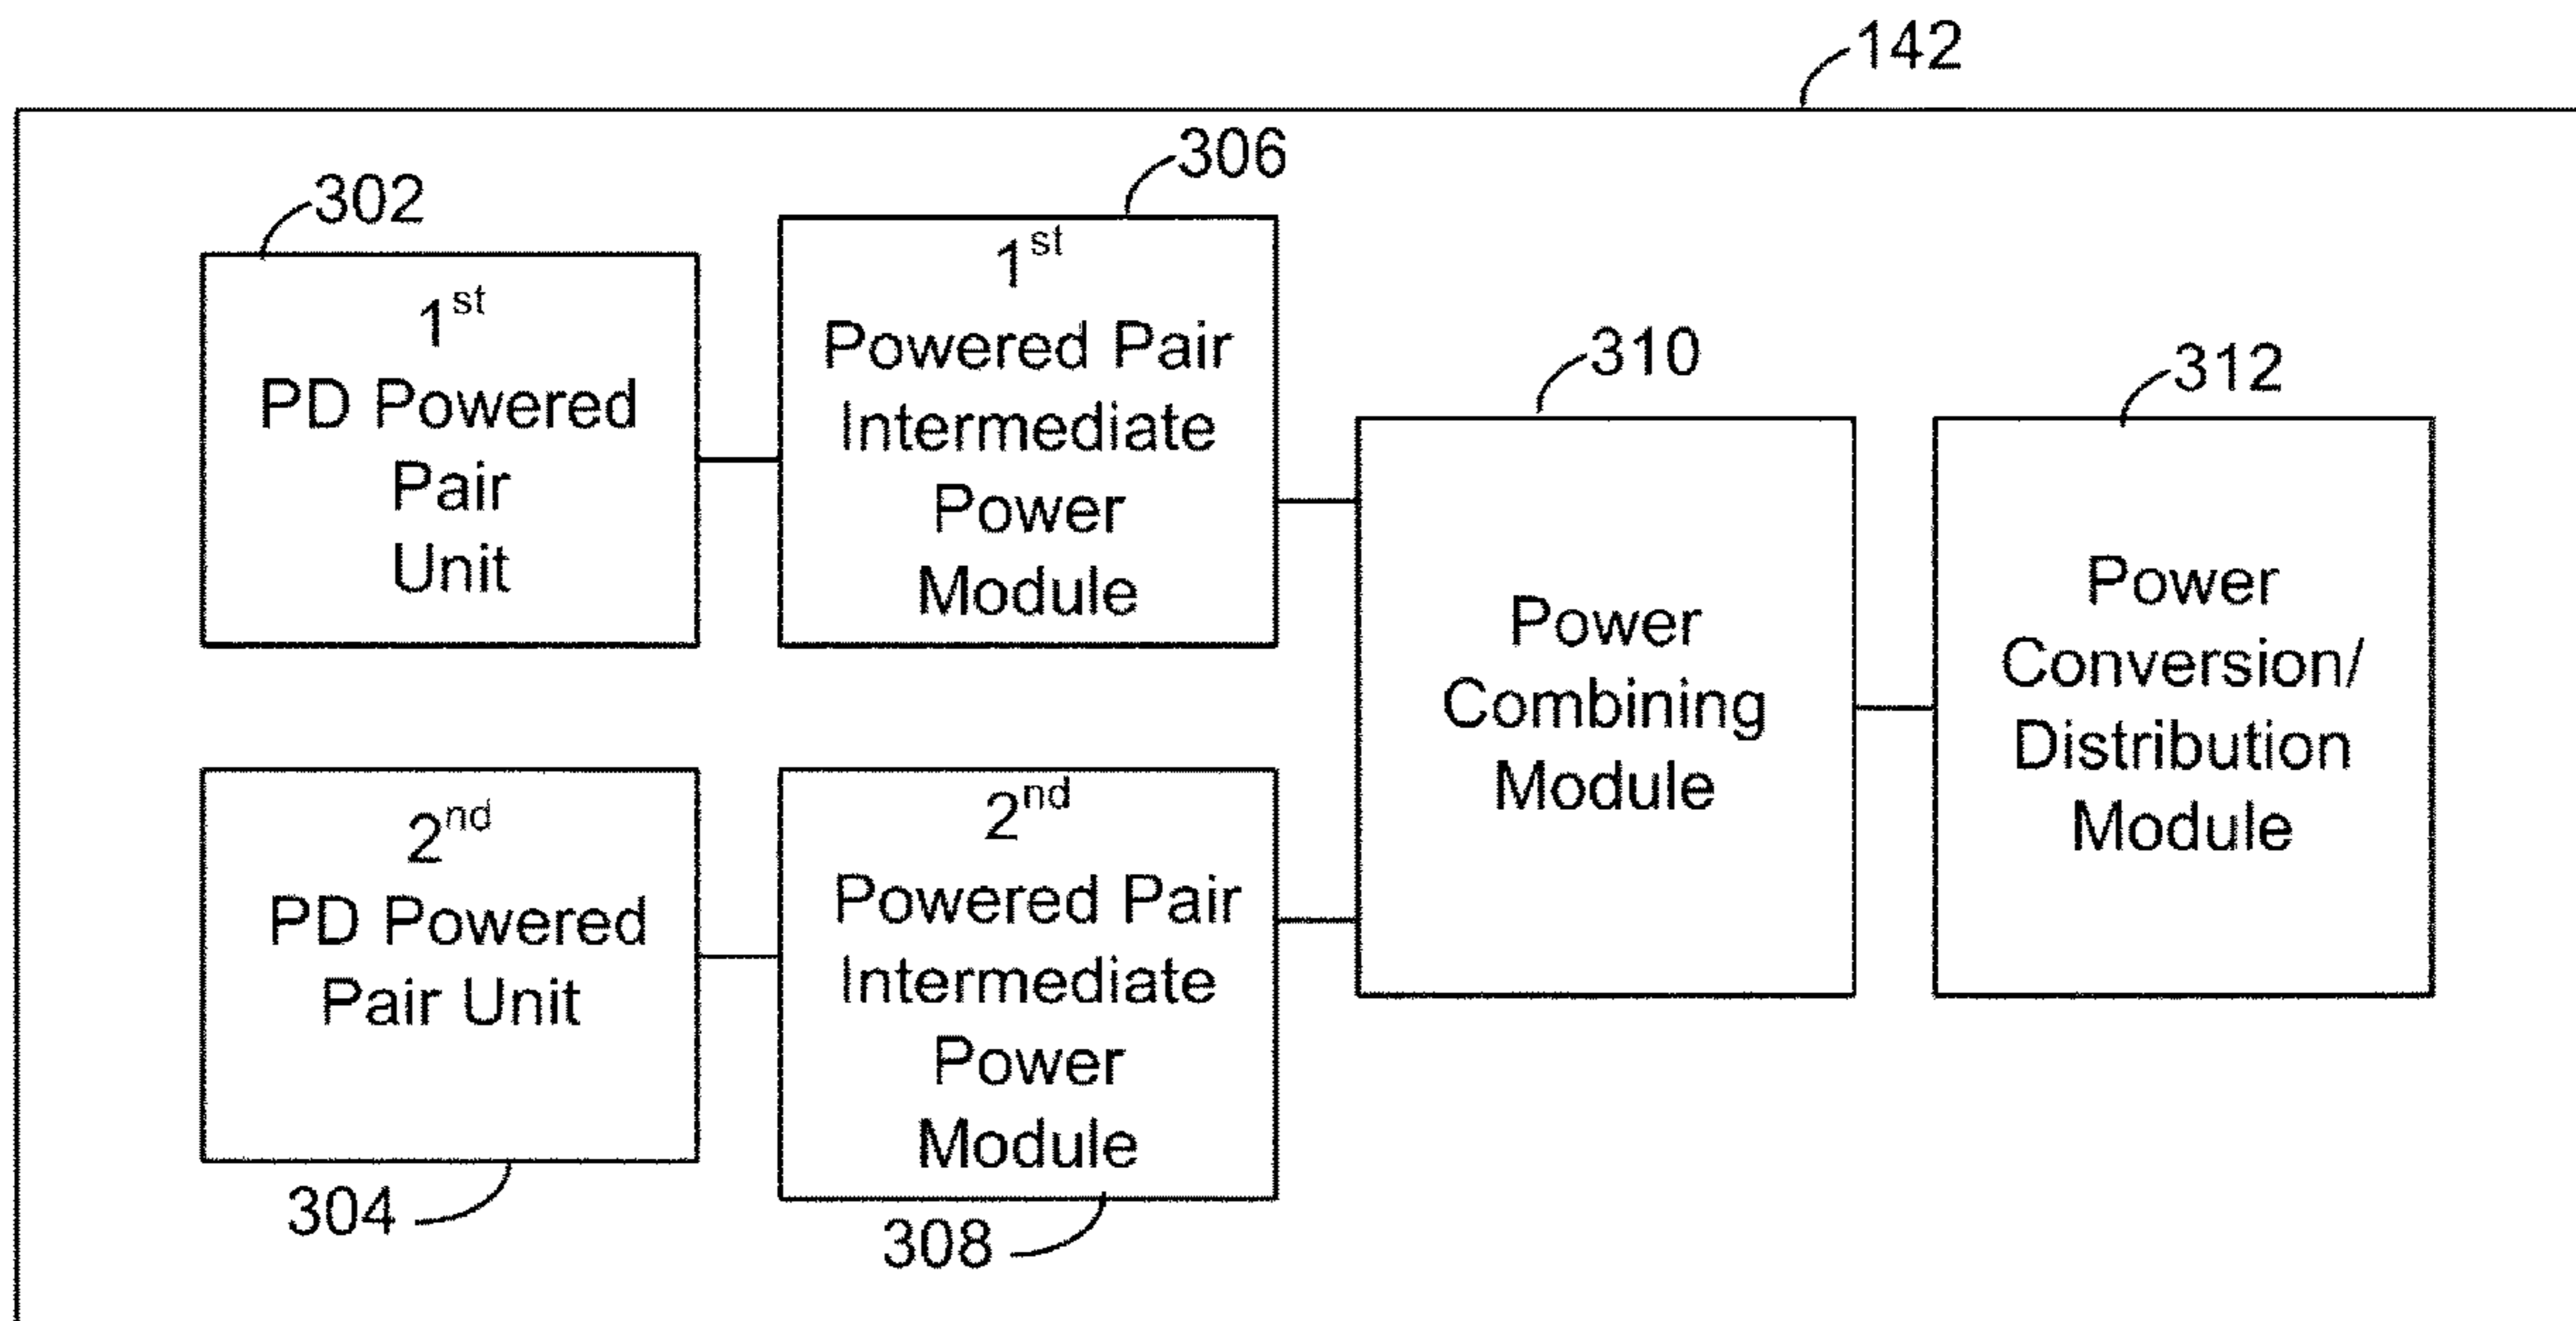 142
302
1st
PD Powered
Pair
Unit
306
1st
Powered Pair
Intermediate
Power
Module
310
Power
Combining
Module
312
Power
Conversion/
Distribution
Module
2nd
PD Powered
Pair Unit
304
2nd
Powered Pair
Intermediate
Power
Module
308